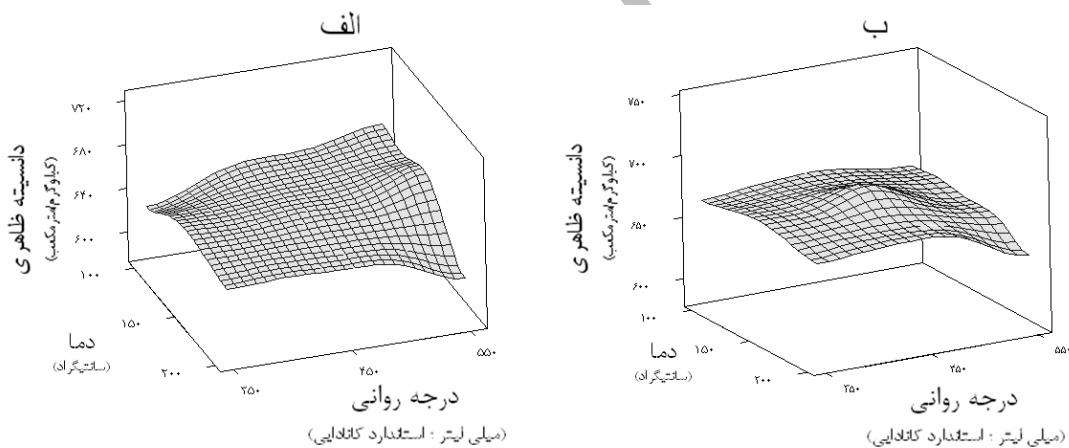 الف
دانسیته ظاهری
(کیلوگرم/مترمکعب)
۷۲۰
۶۸۰
۶۴۰
۶۰۰
۱۰۰
۱۵۰
۲۰۰
دما
(سانتیگراد)
۳۵۰
۴۵۰
۵۵۰
درجه روانی
(میلی لیتر : استاندارد کانادایی)
ب
دانسیته ظاهری
(کیلوگرم/مترمکعب)
۷۵۰
۷۰۰
۶۵۰
۶۰۰
۱۰۰
۱۵۰
۲۰۰
دما
(سانتیگراد)
۳۵۰
۴۵۰
۵۵۰
درجه روانی
(میلی لیتر : استاندارد کانادایی)